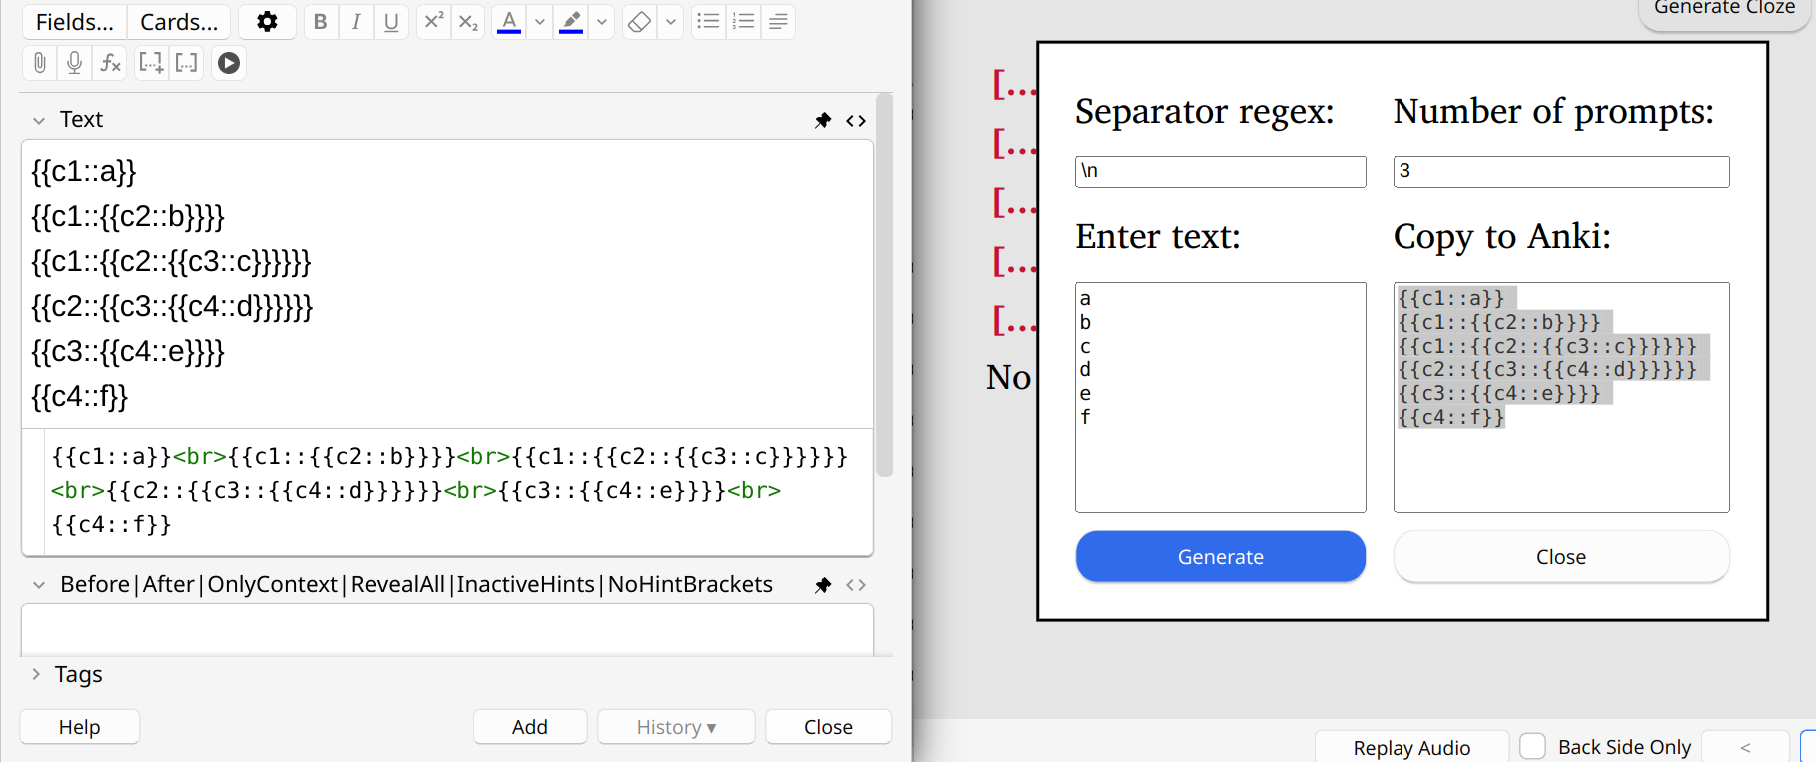 Fields... Cards... B I U x² x₂ A
fx [...]+ [...]
Text
{{c1::a}}
{{c1::{{c2::b}}}}
{{c1::{{c2::{{c3::c}}}}}}
{{c2::{{c3::{{c4::d}}}}}}
{{c3::{{c4::e}}}}
{{c4::f}}
{{c1::a}}<br>{{c1::{{c2::b}}}}<br>{{c1::{{c2::{{c3::c}}}}}}
<br>{{c2::{{c3::{{c4::d}}}}}}<br>{{c3::{{c4::e}}}}<br>
{{c4::f}}
Before|After|OnlyContext|RevealAll|InactiveHints|NoHintBrackets
Tags
Help Add History ▾ Close
Generate Cloze
[...
[...
[...
[...
[...
No
Separator regex:
\n
Number of prompts:
3
Enter text:
a
b
c
d
e
f
Copy to Anki:
{{c1::a}}
{{c1::{{c2::b}}}}
{{c1::{{c2::{{c3::c}}}}}}
{{c2::{{c3::{{c4::d}}}}}}
{{c3::{{c4::e}}}}
{{c4::f}}
Generate
Close
Replay Audio Back Side Only <